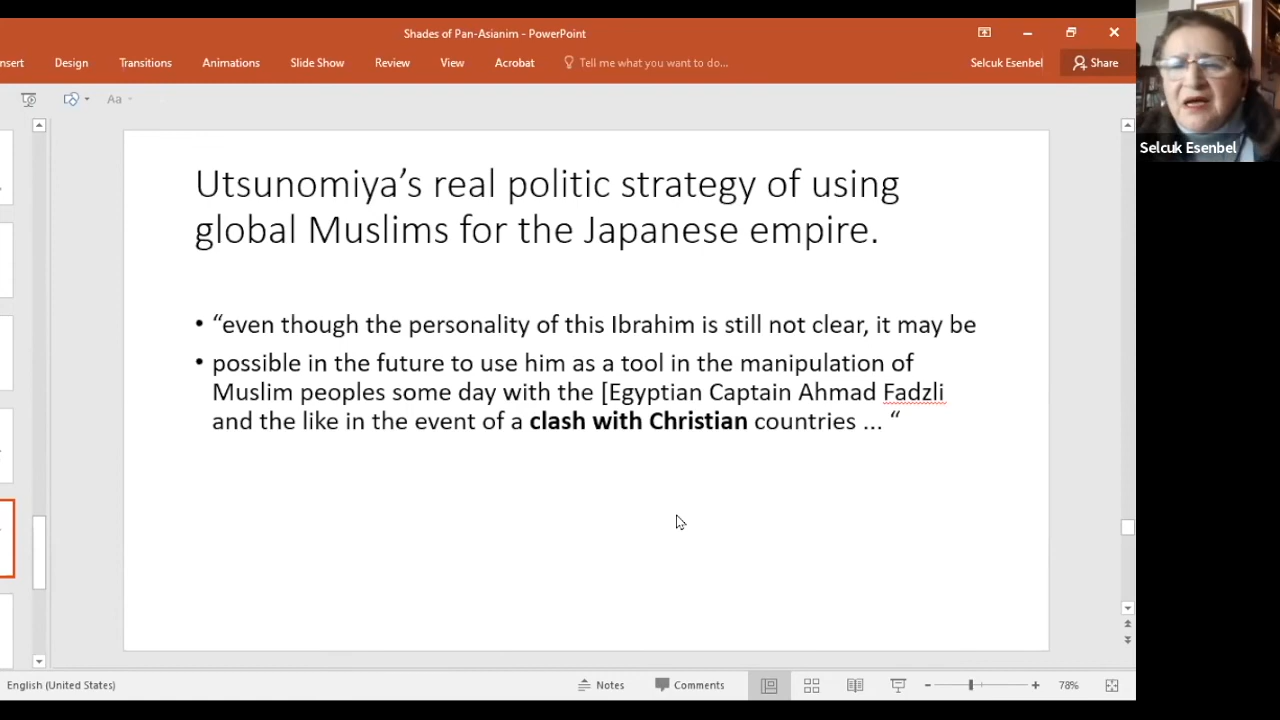 Shades of Pan-Asianim - PowerPoint
nsert Design Transitions Animations Slide Show Review View Acrobat Tell me what you want to do... Selcuk Esenbel Share
Aa
Selcuk Esenbel
Utsunomiya’s real politic strategy of using
global Muslims for the Japanese empire.
• “even though the personality of this Ibrahim is still not clear, it may be
• possible in the future to use him as a tool in the manipulation of
Muslim peoples some day with the [Egyptian Captain Ahmad Fadzli
and the like in the event of a clash with Christian countries ... “
English (United States) Notes Comments 78%